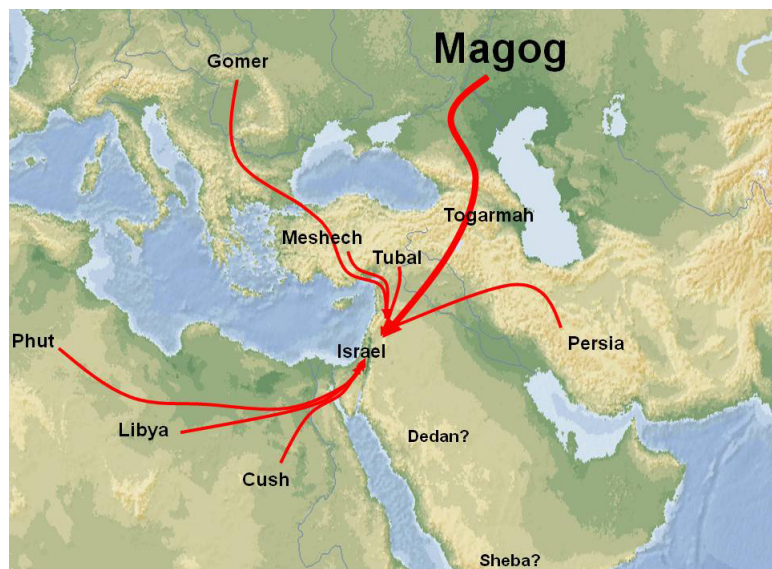 Magog
Gomer
Togarmah
Meshech
Tubal
Phut
Israel
Persia
Libya
Dedan?
Cush
Sheba?